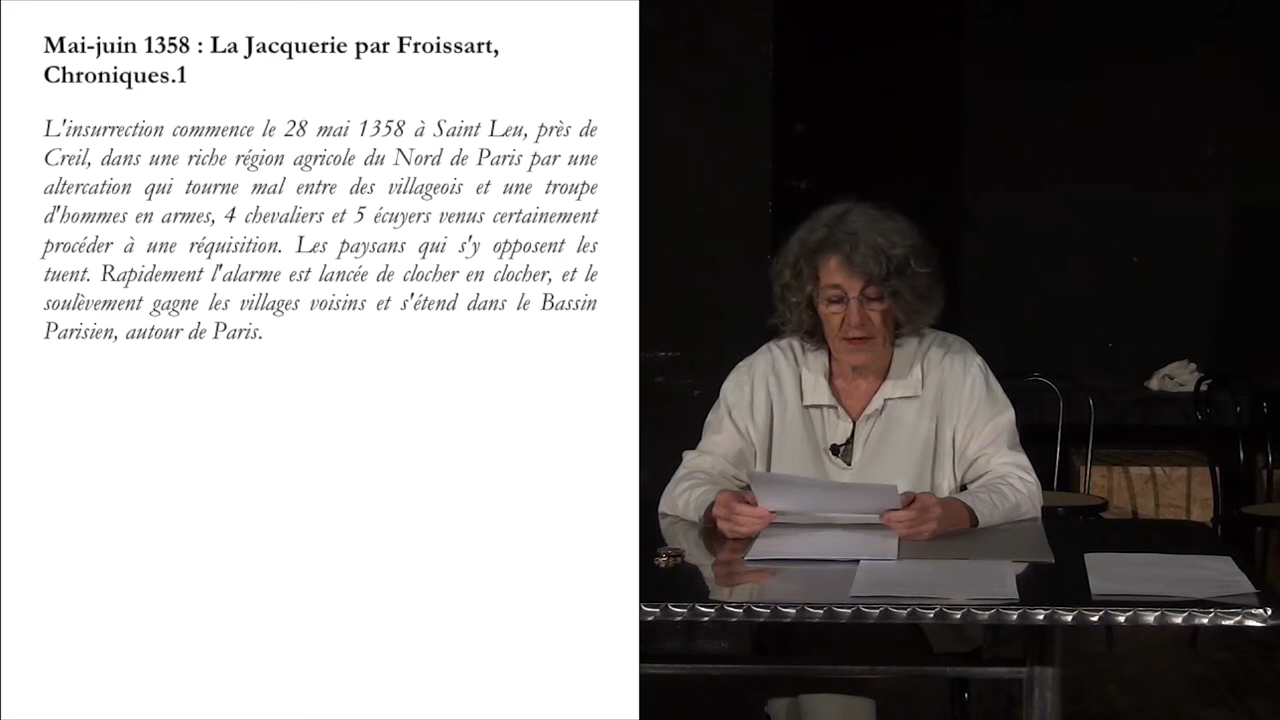 Mai-juin 1358 : La Jacquerie par Froissart,
Chroniques.1
L'insurrection commence le 28 mai 1358 à Saint Leu, près de
Creil, dans une riche région agricole du Nord de Paris par une
altercation qui tourne mal entre des villageois et une troupe
d'hommes en armes, 4 chevaliers et 5 écuyers venus certainement
procéder à une réquisition. Les paysans qui s'y opposent les
tuent. Rapidement l'alarme est lancée de clocher en clocher, et le
soulèvement gagne les villages voisins et s'étend dans le Bassin
Parisien, autour de Paris.